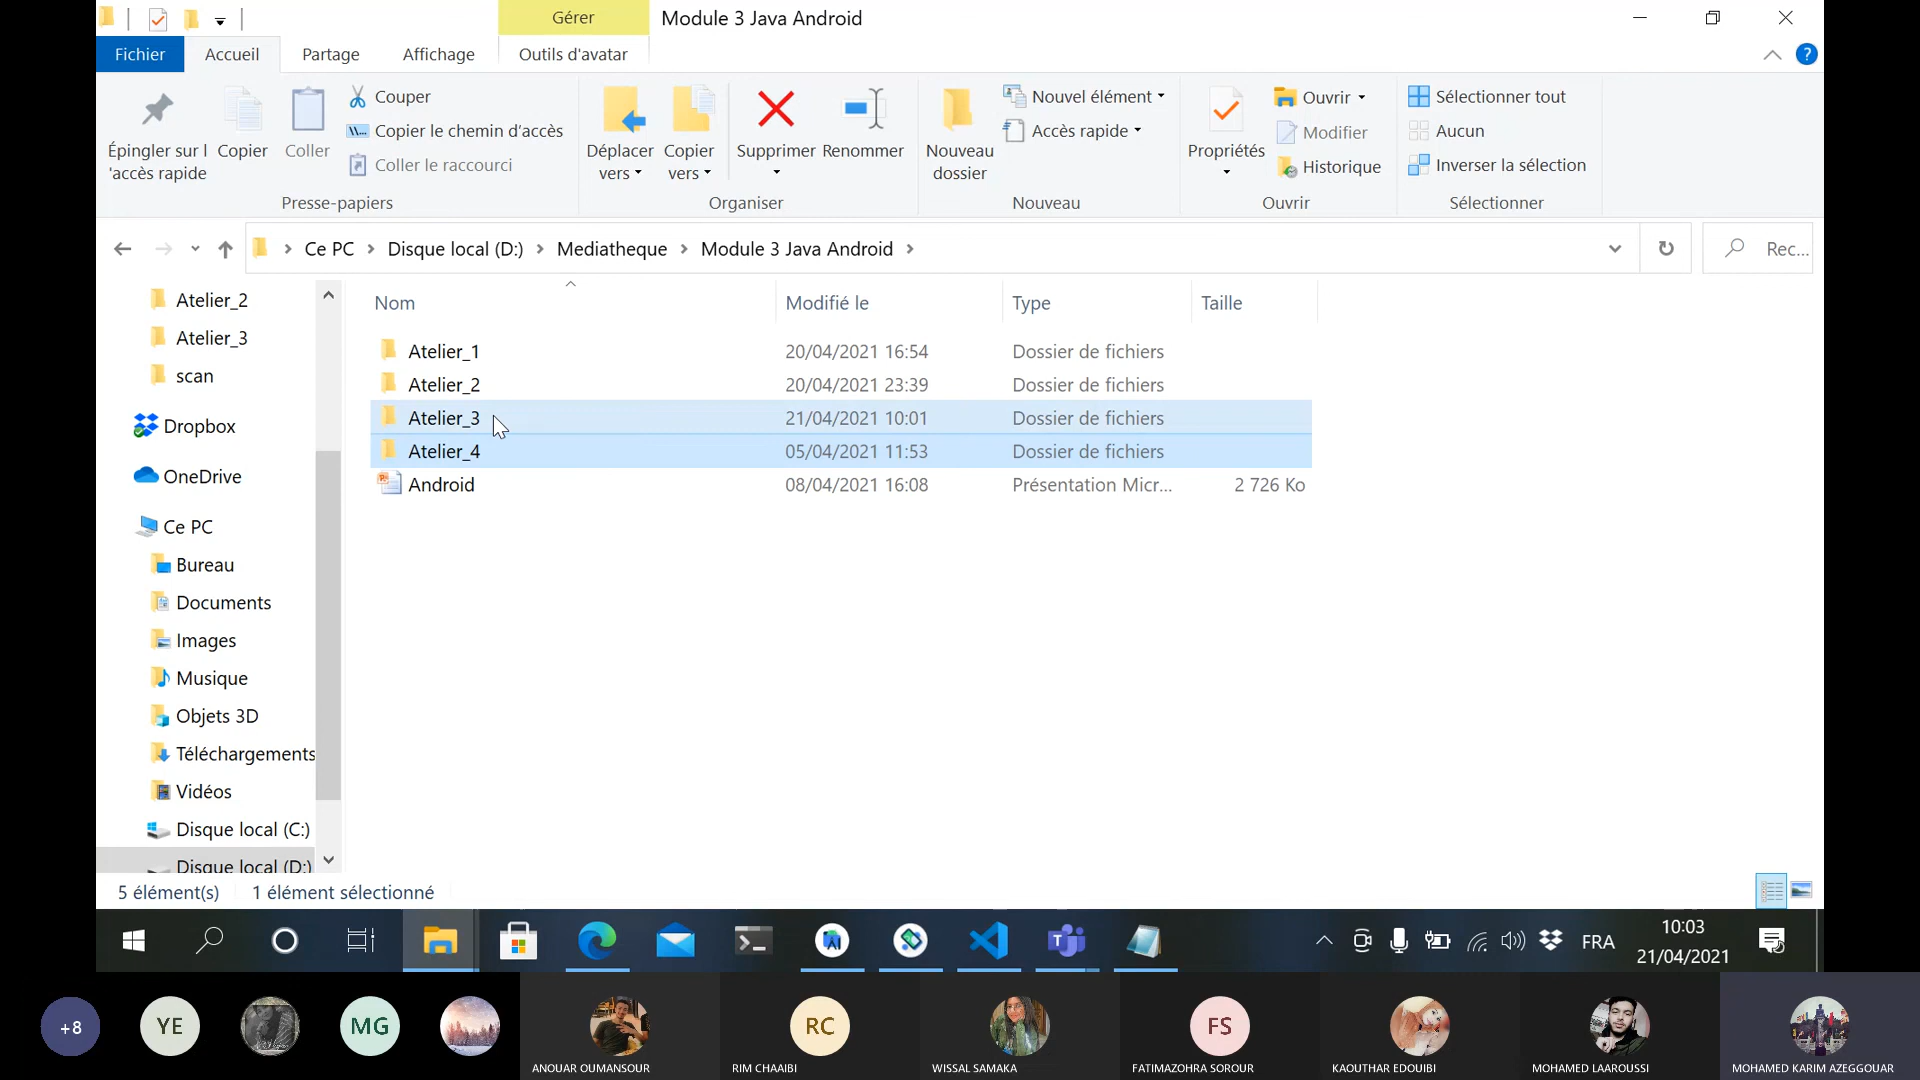 Gérer
Module 3 Java Android
Fichier
Accueil
Partage
Affichage
Outils d'avatar
Épingler sur l
'accès rapide
Copier
Coller
Couper
Copier le chemin d'accès
Coller le raccourci
Presse-papiers
Déplacer
vers
Copier
vers
Supprimer
Renommer
Organiser
Nouveau
dossier
Nouvel élément
Accès rapide
Nouveau
Propriétés
Ouvrir
Modifier
Historique
Ouvrir
Sélectionner tout
Aucun
Inverser la sélection
Sélectionner
Ce PC
Disque local (D:)
Mediatheque
Module 3 Java Android
Rec...
Atelier_2
Atelier_3
scan
Dropbox
OneDrive
Ce PC
Bureau
Documents
Images
Musique
Objets 3D
Téléchargements
Vidéos
Disque local (C:)
Disque local (D:)
Nom Modifié le Type Taille
Atelier_1 20/04/2021 16:54 Dossier de fichiers
Atelier_2 20/04/2021 23:39 Dossier de fichiers
Atelier_3 21/04/2021 10:01 Dossier de fichiers
Atelier_4 05/04/2021 11:53 Dossier de fichiers
Android 08/04/2021 16:08 Présentation Micr... 2 726 Ko
5 élément(s) 1 élément sélectionné
FRA
10:03
21/04/2021
+8
YE
MG
RC
FS
ANOUAR OUMANSOUR
RIM CHAAIBI
WISSAL SAMAKA
FATIMAZOHRA SOROUR
KAOUTHAR EDOUIBI
MOHAMED LAAROUSSI
MOHAMED KARIM AZEGGOUAR